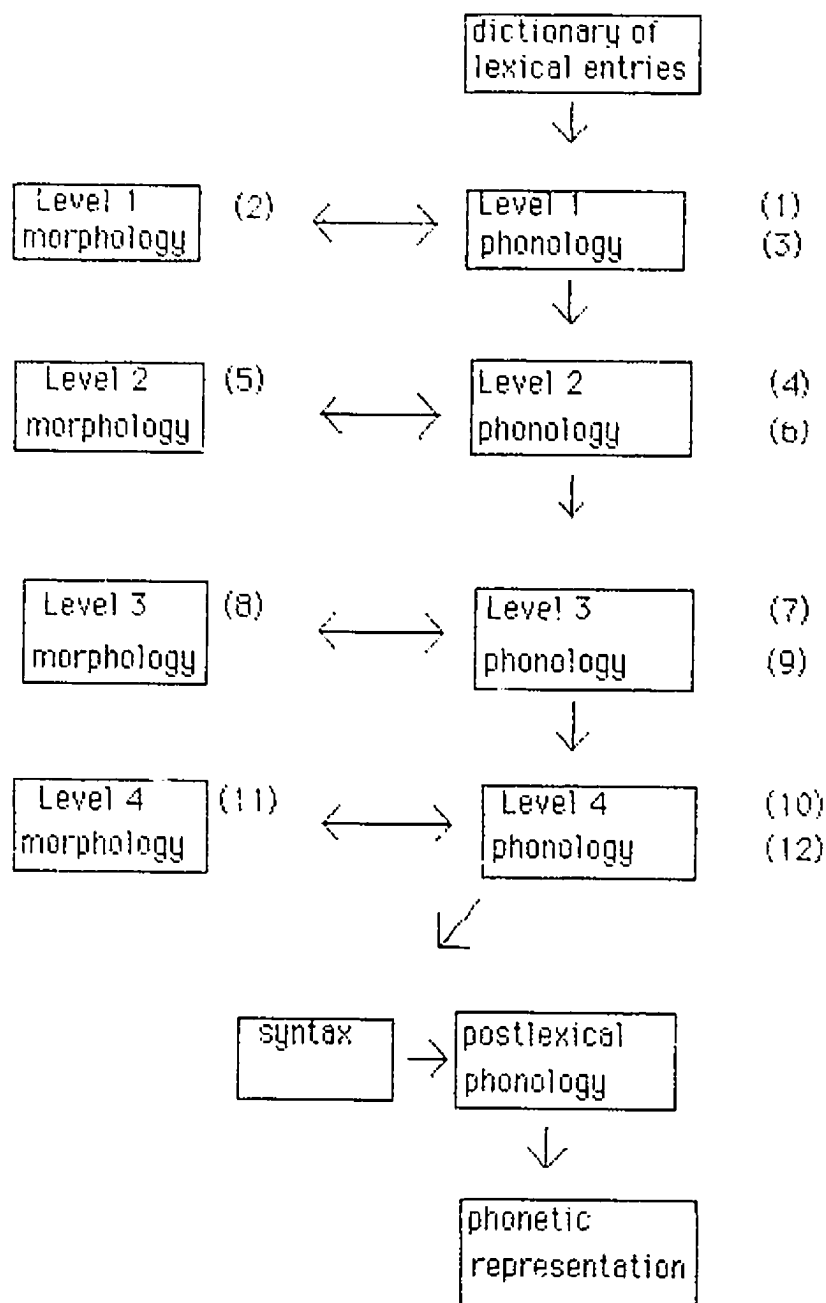 dictionary of
lexical entries
Level 1 (2) Level 1 (1)
morphology phonology (3)
Level 2 (5) Level 2 (4)
morphology phonology (6)
Level 3 (8) Level 3 (7)
morphology phonology (9)
Level 4 (11) Level 4 (10)
morphology phonology (12)
syntax postlexical
phonology
phonetic
representation